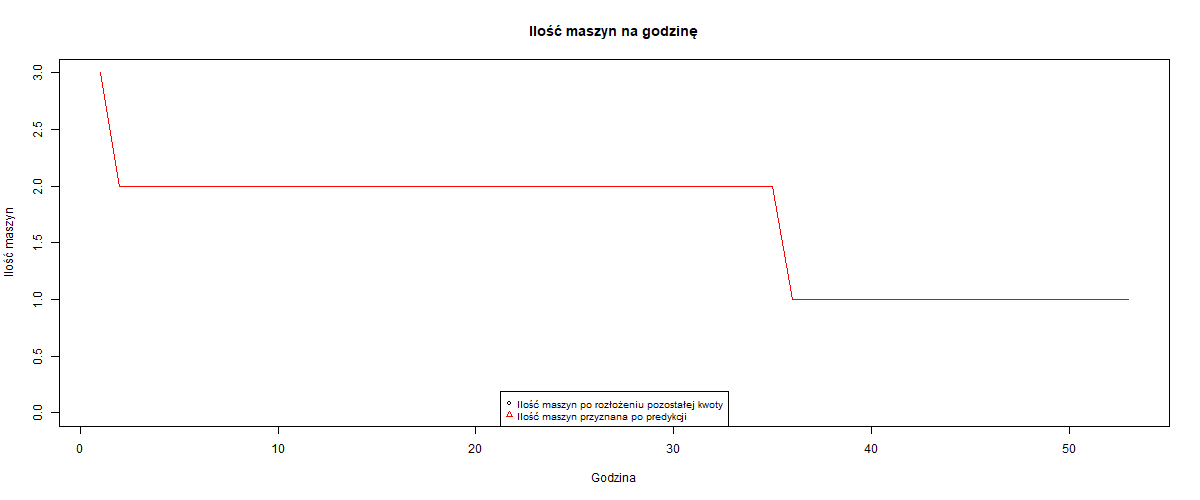 Ilość maszyn na godzinę
3.0
2.5
2.0
1.5
1.0
0.5
0.0
Ilość maszyn
Ilość maszyn po rozłożeniu pozostałej kwoty
Ilość maszyn przyznana po predykcji
0 10 20 30 40 50
Godzina